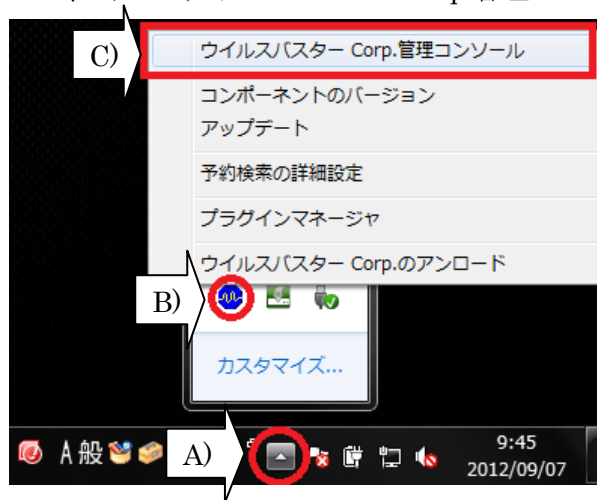 C)
ウイルスバスター Corp.管理コンソール
コンポーネントのバージョン
アップデート
予約検索の詳細設定
プラグインマネージャ
ウイルスバスター Corp.のアンロード
B)
カスタマイズ...
A 般
A)
9:45
2012/09/07